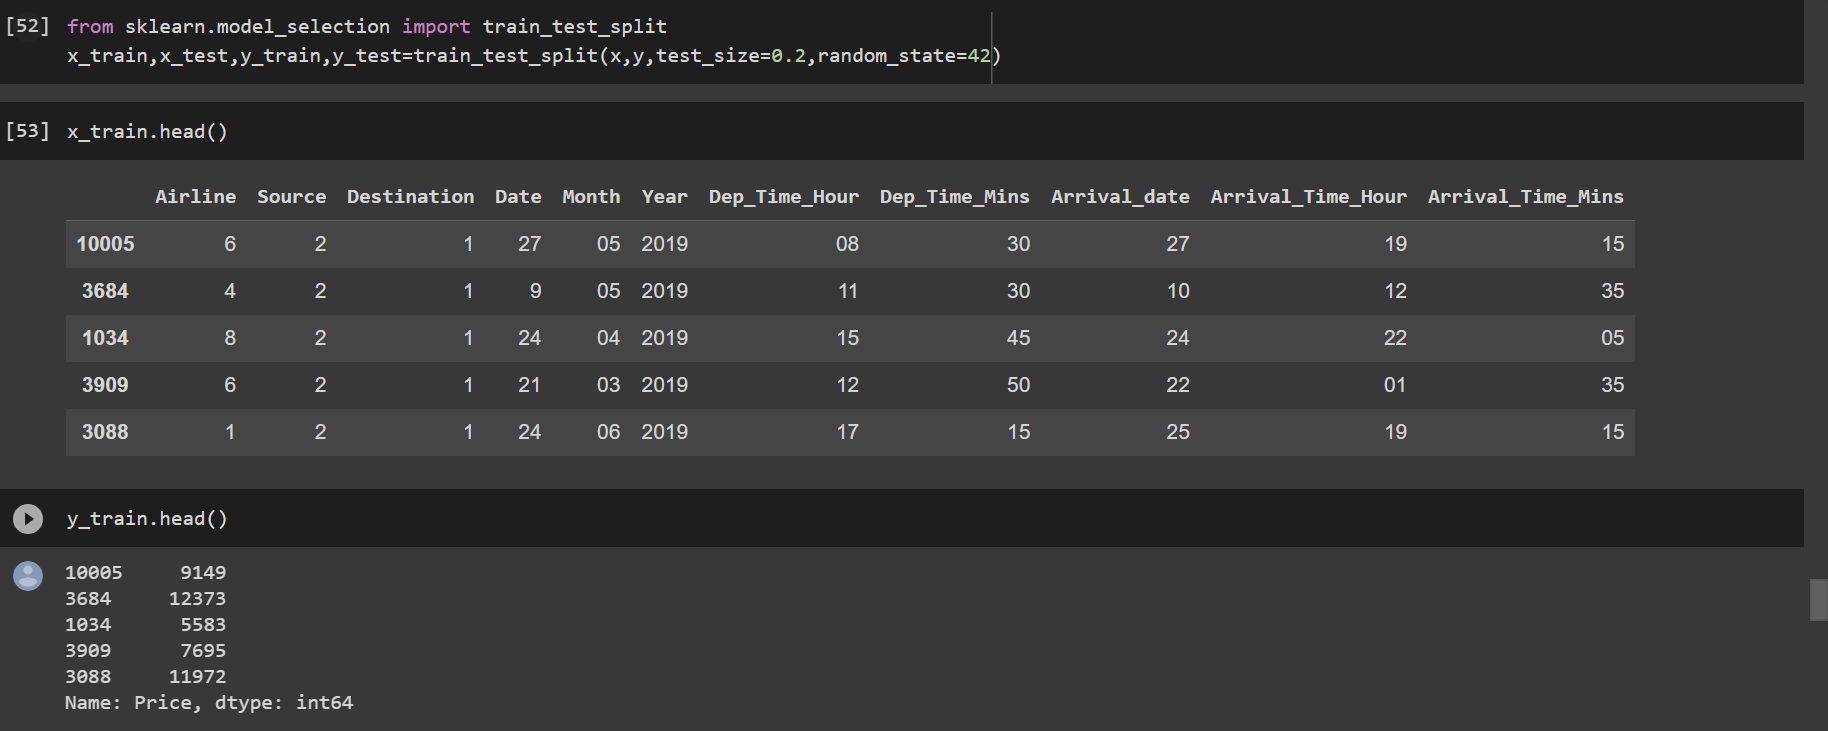 [52] from sklearn.model_selection import train_test_split
x_train,x_test,y_train,y_test=train_test_split(x,y,test_size=0.2,random_state=42)
[53] x_train.head()
Airline Source Destination Date Month Year Dep_Time_Hour Dep_Time_Mins Arrival_date Arrival_Time_Hour Arrival_Time_Mins
10005 6 2 1 27 05 2019 08 30 27 19 15
3684 4 2 1 9 05 2019 11 30 10 12 35
1034 8 2 1 24 04 2019 15 45 24 22 05
3909 6 2 1 21 03 2019 12 50 22 01 35
3088 1 2 1 24 06 2019 17 15 25 19 15
y_train.head()
10005 9149
3684 12373
1034 5583
3909 7695
3088 11972
Name: Price, dtype: int64